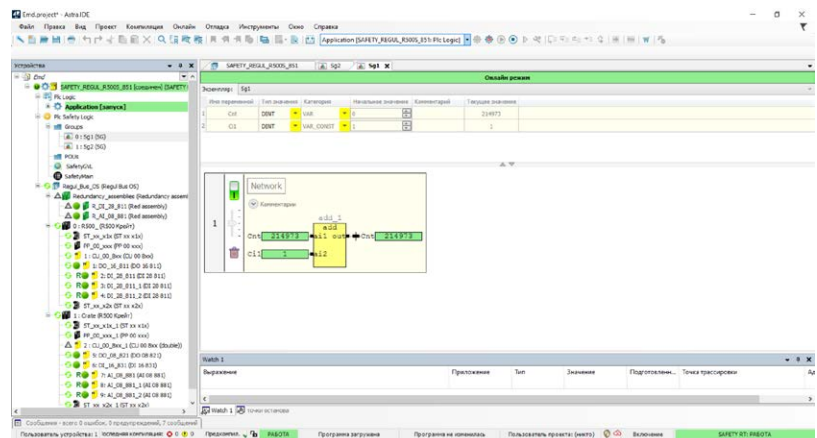 Emd.project* - Astra.IDE
Файл Правка Вид Проект Компиляция Онлайн Отладка Инструменты Окно Справка
Application [SAFETY_REGUL_R500S_851: Plc Logic]
Устройства
SAFETY_REGUL_R500S_851 Sg2 Sg1
End
Онлайн режим
SAFETY_REGUL_R500S_851 [соединен] (SAFETY
Экземпляр: Sg1
Plc Logic
Имя переменной Тип значения Категория Начальное значение Комментарий Текущее значение
Application [запуск]
1 Cnt DINT VAR 0 214973
Plc Safety Logic
2 Ci1 DINT VAR_CONST 1 1
Groups
0 : Sg1 (SG)
1 : Sg2 (SG)
POUs
SafetyGVL
SafetyMain
Regul_Bus_OS (Regul Bus OS)
Network
Redundancy_assemblies (Redundancy assem
Комментарии
R_DI_28_811 (Red assembly)
R_AI_08_881 (Red assembly)
add_1
1
0 : R500_ (R500 Крейт)
add
ST_xx_x1x (ST xx x1x)
Cnt 214973 ai1 out Cnt 214973
PP_00_xxx (PP 00 xxx)
Ci1 1 ai2
1 : CU_00_Bxx (CU 00 Bxx)
1: DO_16_811 (DO 16 811)
2: DI_28_811 (DI 28 811)
3: DI_28_811_1 (DI 28 811)
4: DI_28_811_2 (DI 28 811)
ST_xx_x2x (ST xx x2x)
1 : Crate (R500 Крейт)
ST_xx_x1x_1 (ST xx x1x)
PP_00_xxx_1 (PP 00 xxx)
2 : CU_00_Bxx_1 (CU 00 Bxx (double))
5: DO_08_821 (DO 08 821)
Watch 1
6: DI_16_831 (DI 16 831)
Выражение Приложение Тип Значение Подготовленн... Точка трассировки
7: AI_08_881 (AI 08 881)
8: AI_08_881_1 (AI 08 881)
9: AI_08_881_2 (AI 08 881)
ST_xx_x2x_1 (ST xx x2x)
Watch 1 Точки останова
Сообщения - всего 0 ошибок, 0 предупреждений, 7 сообщений
Пользователь устройства: 1 Последняя компиляция: 0 0 Предкомпил. РАБОТА Программа загружена Программа не изменилась Пользователь проекта: (никто) Включение SAFETY RT: РАБОТА